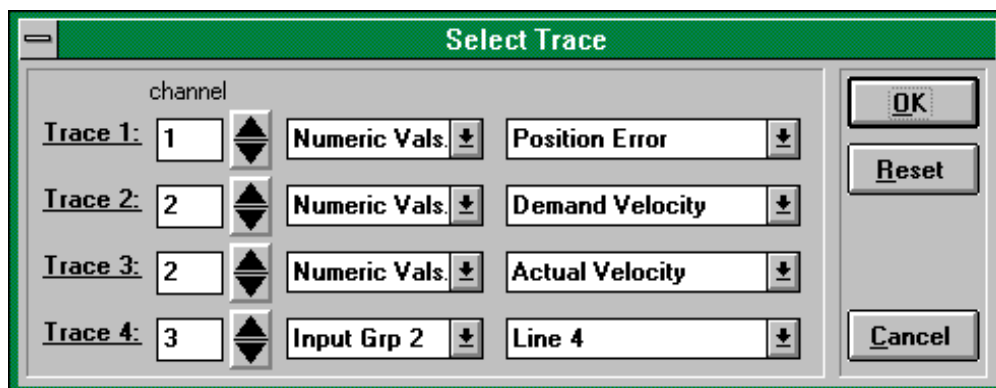 Select Trace
channel
Trace 1: 1 Numeric Vals. Position Error
Trace 2: 2 Numeric Vals. Demand Velocity
Trace 3: 2 Numeric Vals. Actual Velocity
Trace 4: 3 Input Grp 2 Line 4
OK
Reset
Cancel